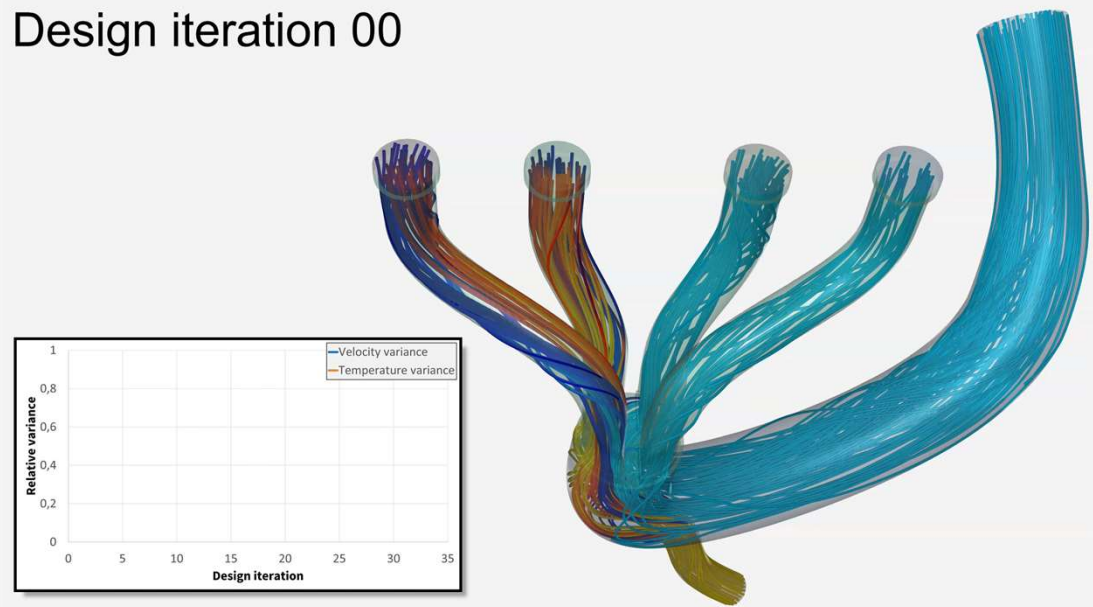 Design iteration 00
1
0,8
0,6
0,4
0,2
0
Relative variance
Velocity variance
Temperature variance
0 5 10 15 20 25 30 35
Design iteration